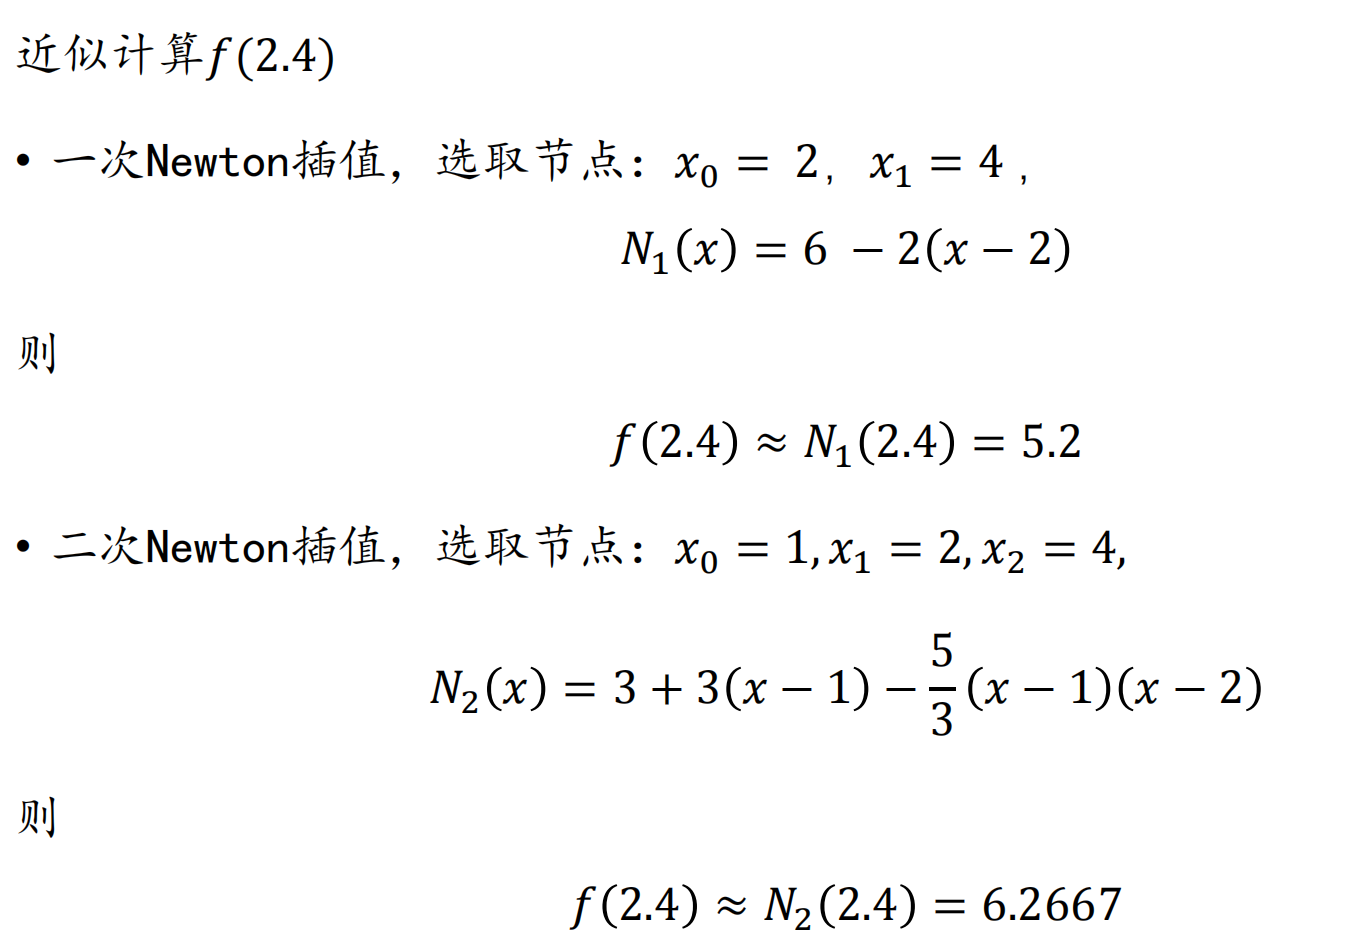 近似计算f(2.4)
• 一次Newton插值，选取节点：x₀ = 2, x₁ = 4 ,
N₁(x) = 6 − 2(x − 2)
则
f(2.4) ≈ N₁(2.4) = 5.2
• 二次Newton插值，选取节点：x₀ = 1, x₁ = 2, x₂ = 4,
N₂(x) = 3 + 3(x − 1) − 5/3 (x − 1)(x − 2)
则
f(2.4) ≈ N₂(2.4) = 6.2667